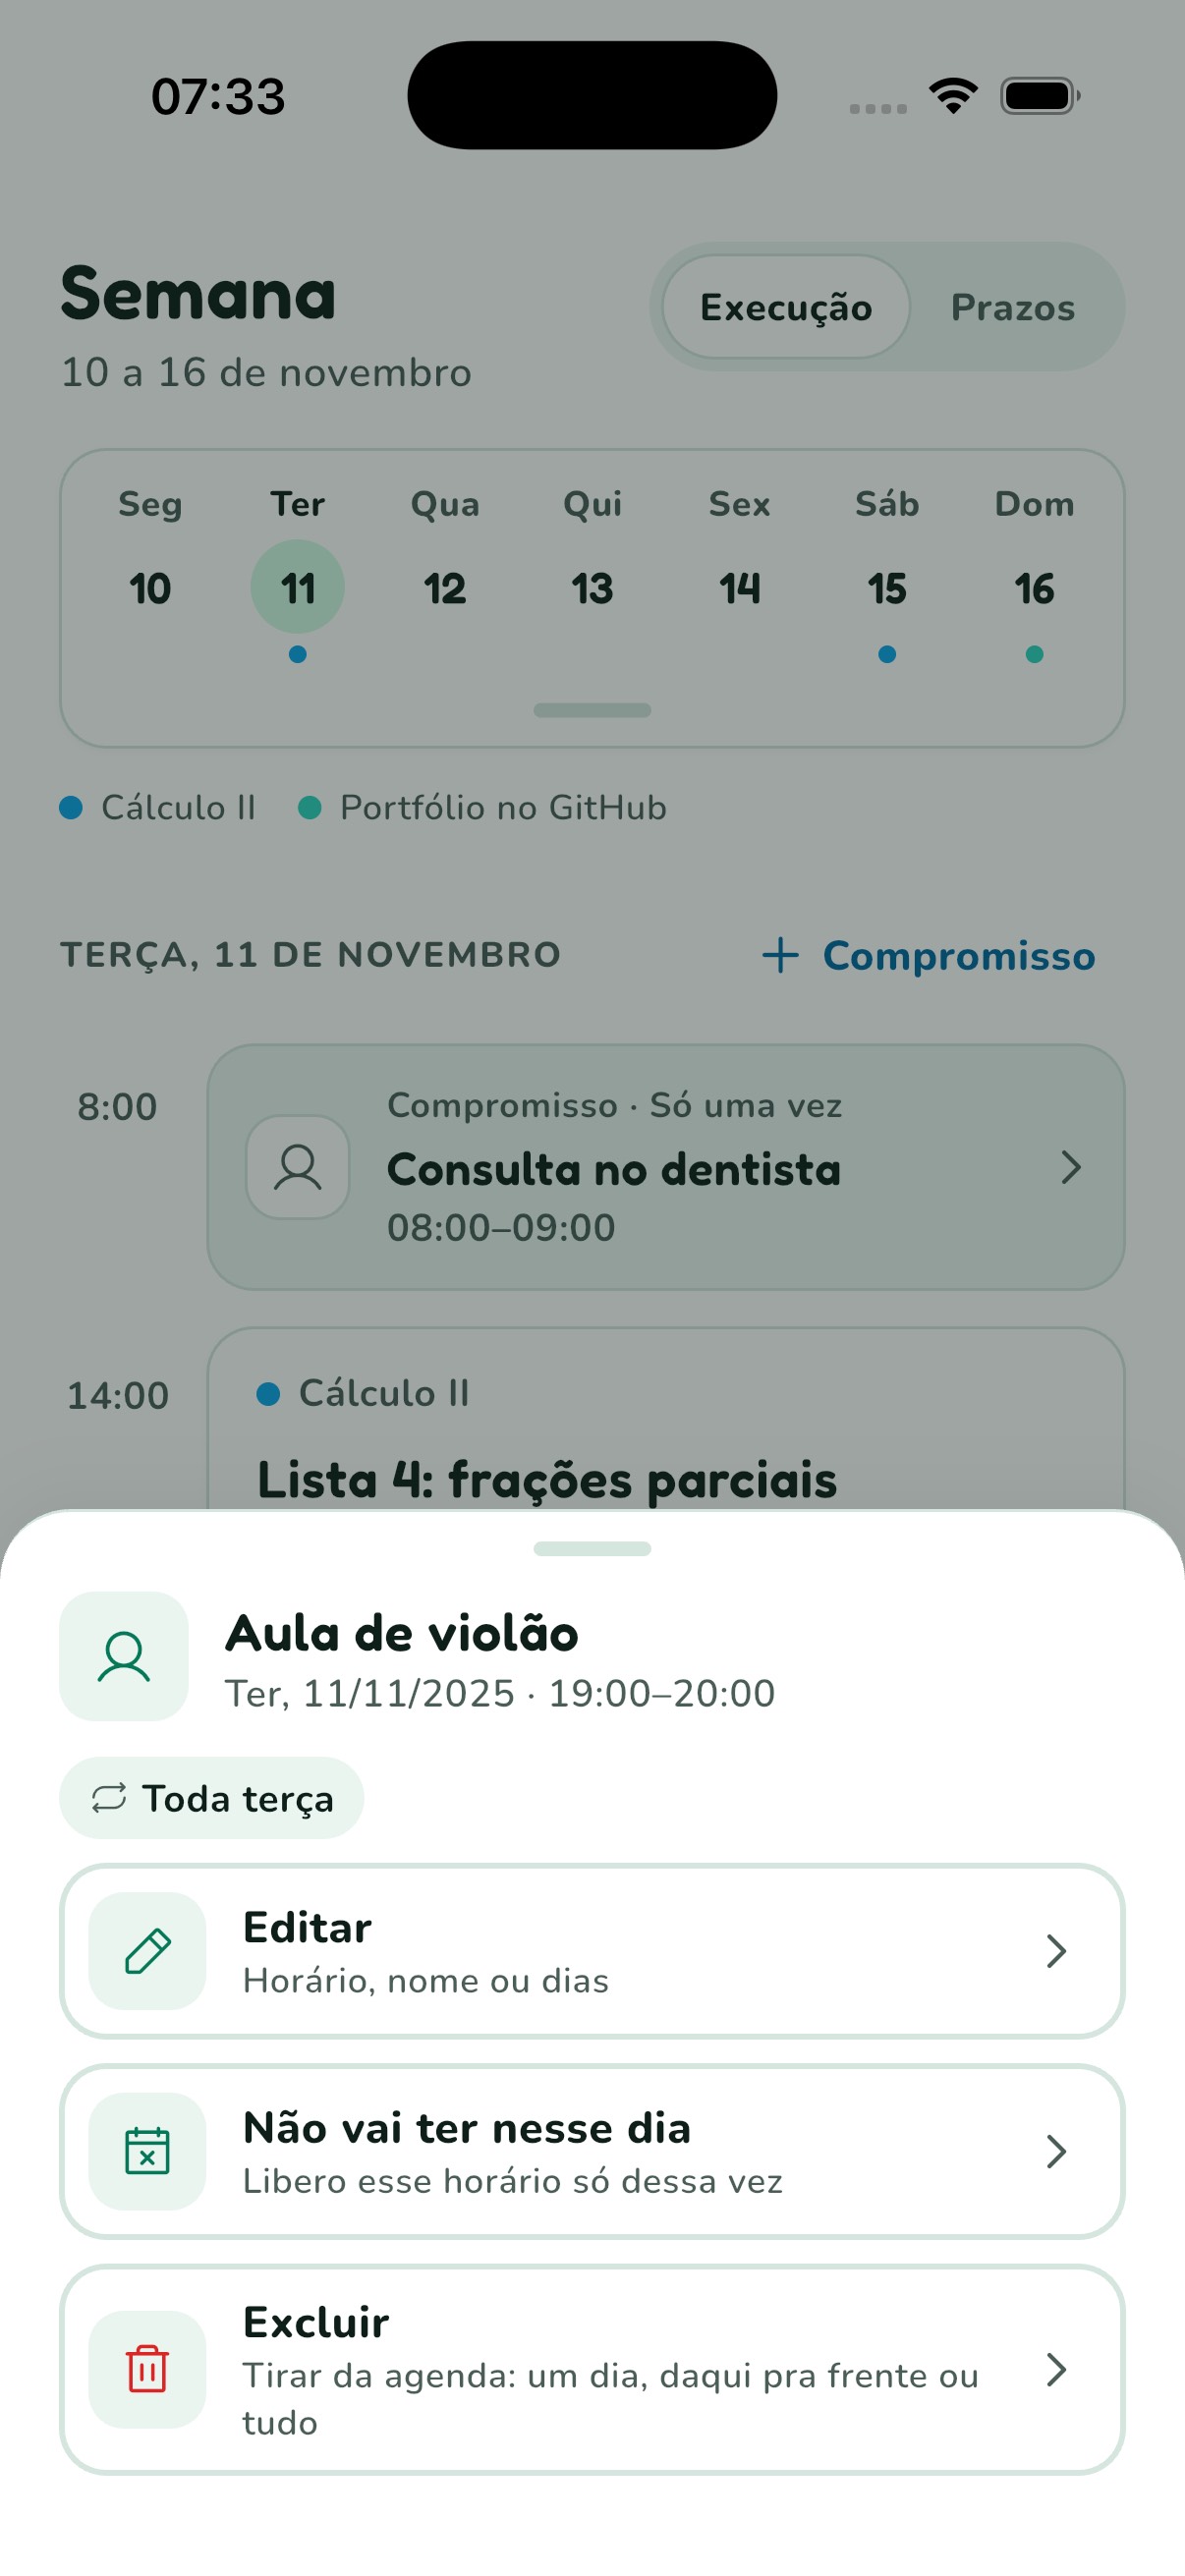 07:33
Semana
10 a 16 de novembro
Execução Prazos
Seg Ter Qua Qui Sex Sáb Dom
10 11 12 13 14 15 16
Cálculo II Portfólio no GitHub
TERÇA, 11 DE NOVEMBRO + Compromisso
8:00
Compromisso · Só uma vez
Consulta no dentista
08:00–09:00
14:00
Cálculo II
Lista 4: frações parciais
Aula de violão
Ter, 11/11/2025 · 19:00–20:00
Toda terça
Editar
Horário, nome ou dias
Não vai ter nesse dia
Libero esse horário só dessa vez
Excluir
Tirar da agenda: um dia, daqui pra frente ou
tudo